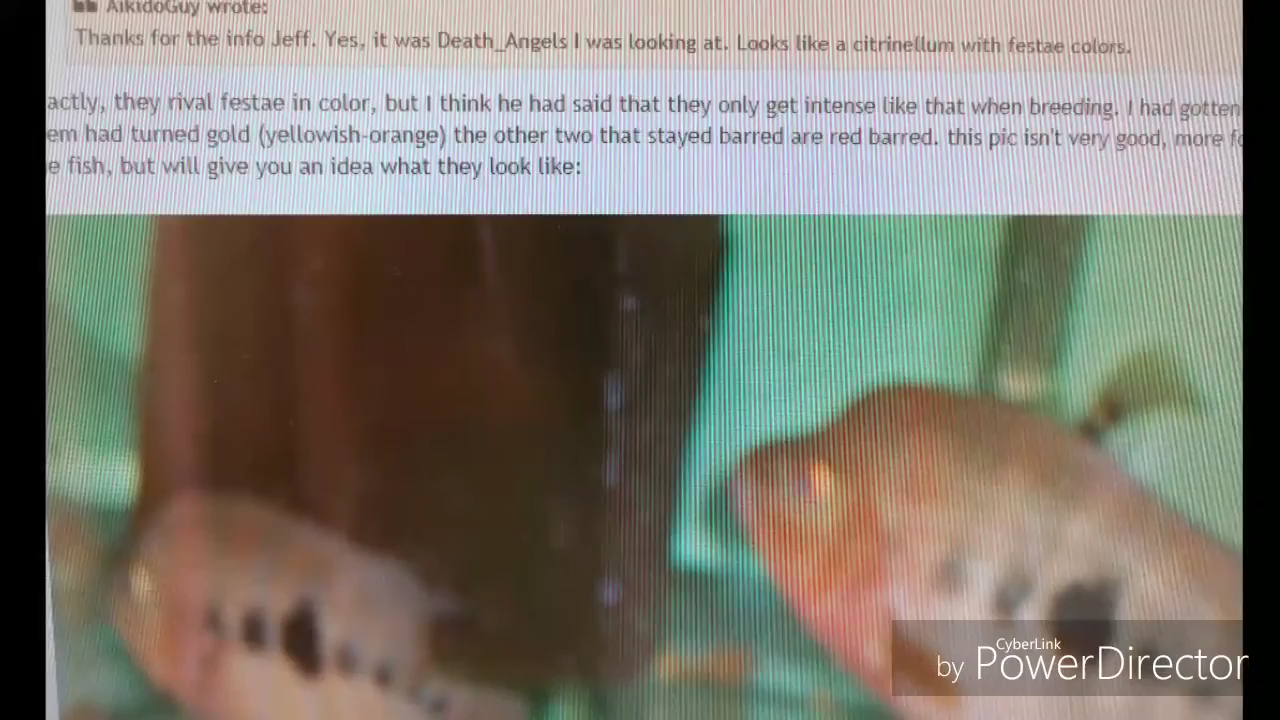 AikidoGuy wrote:
Thanks for the info Jeff. Yes, it was Death_Angels I was looking at. Looks like a citrinellum with festae colors.
actly, they rival festae in color, but I think he had said that they only get intense like that when breeding. I had gotten
em had turned gold (yellowish-orange) the other two that stayed barred are red barred. this pic isn't very good, more fo
e fish, but will give you an idea what they look like:
CyberLink
by PowerDirector